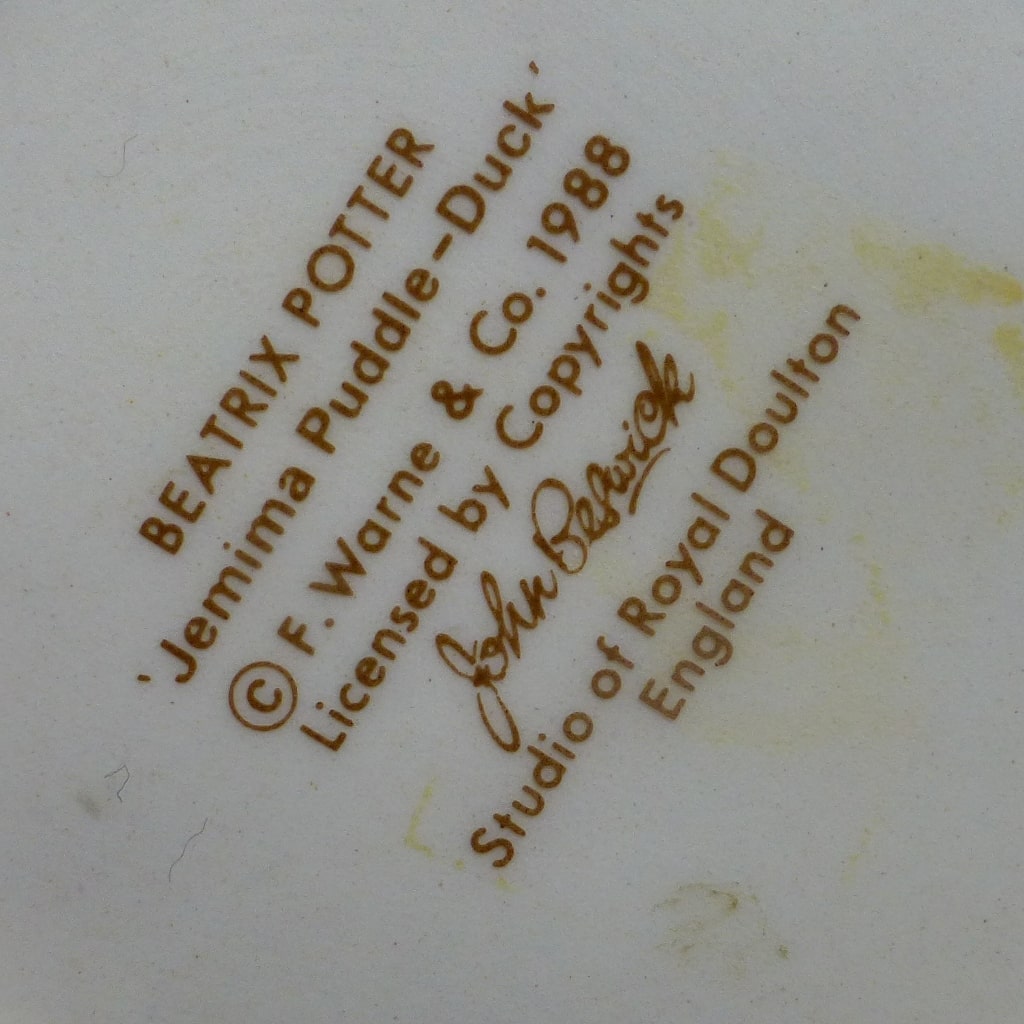 BEATRIX POTTER
'Jemima Puddle-Duck'
© F. Warne & Co. 1988
Licensed by Copyrights
John Beswick
Studio of Royal Doulton
England